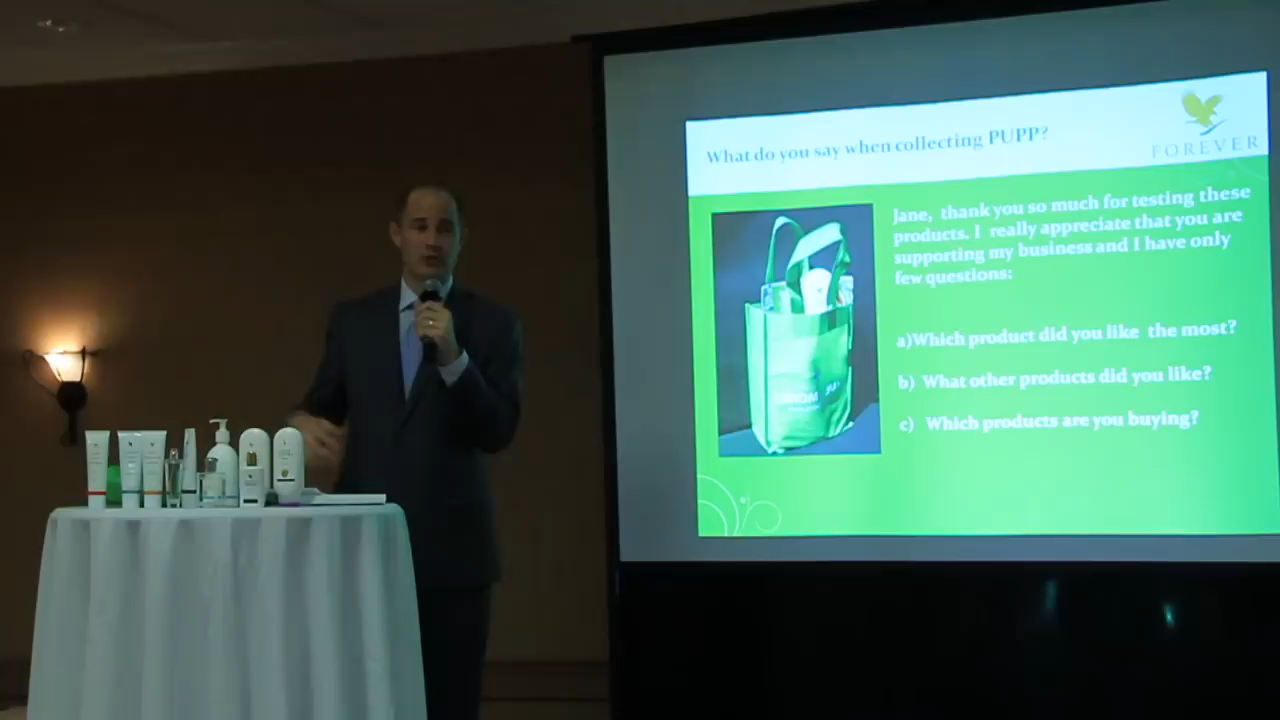 What do you say when collecting PUPP?
FOREVER
Jane, thank you so much for testing these
products. I really appreciate that you are
supporting my business and I have only
few questions:
a)Which product did you like the most?
b) What other products did you like?
c) Which products are you buying?